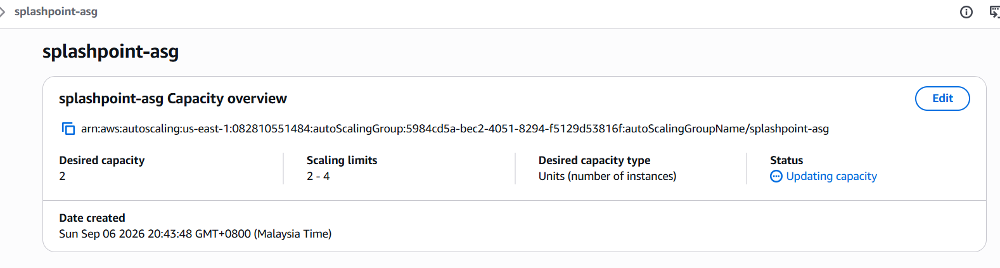 splashpoint-asg
splashpoint-asg
splashpoint-asg Capacity overview
Edit
arn:aws:autoscaling:us-east-1:082810551484:autoScalingGroup:5984cd5a-bec2-4051-8294-f5129d53816f:autoScalingGroupName/splashpoint-asg
Desired capacity
2
Scaling limits
2 - 4
Desired capacity type
Units (number of instances)
Status
Updating capacity
Date created
Sun Sep 06 2026 20:43:48 GMT+0800 (Malaysia Time)